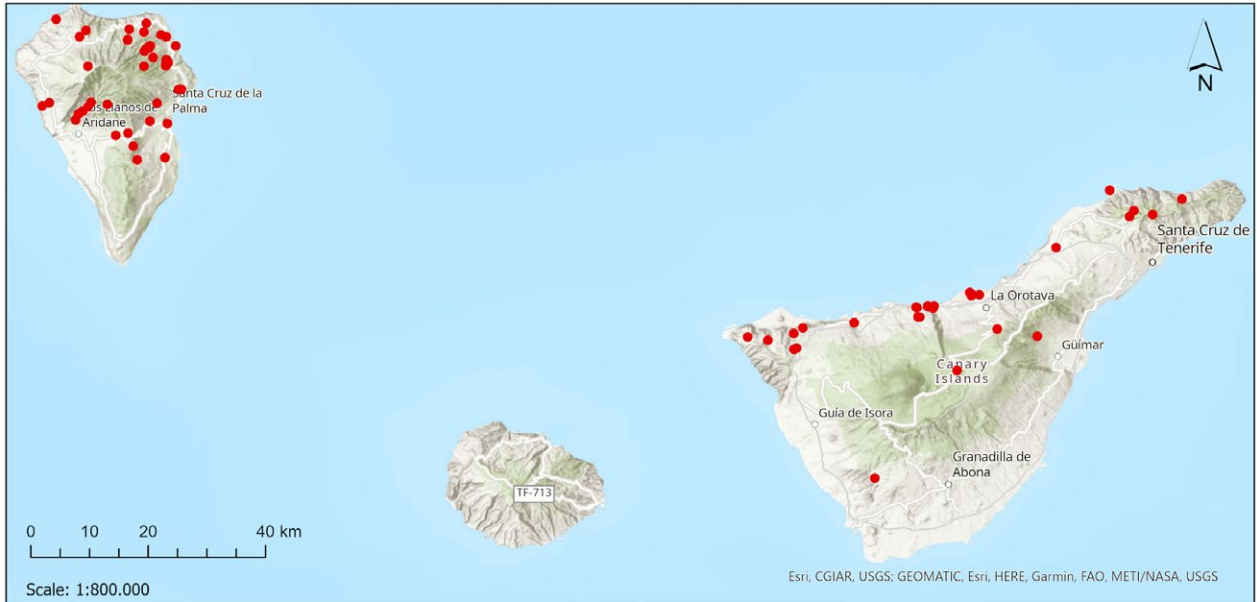 N
Santa Cruz de la
Palma
os Llanos de
Aridane
Santa Cruz de
Tenerife
La Orotava
Güímar
Canary
Islands
Guía de Isora
Granadilla de
Abona
TF-713
0 10 20 40 km
Scale: 1:800.000
Esri, CGIAR, USGS; GEOMATIC, Esri, HERE, Garmin, FAO, METI/NASA, USGS